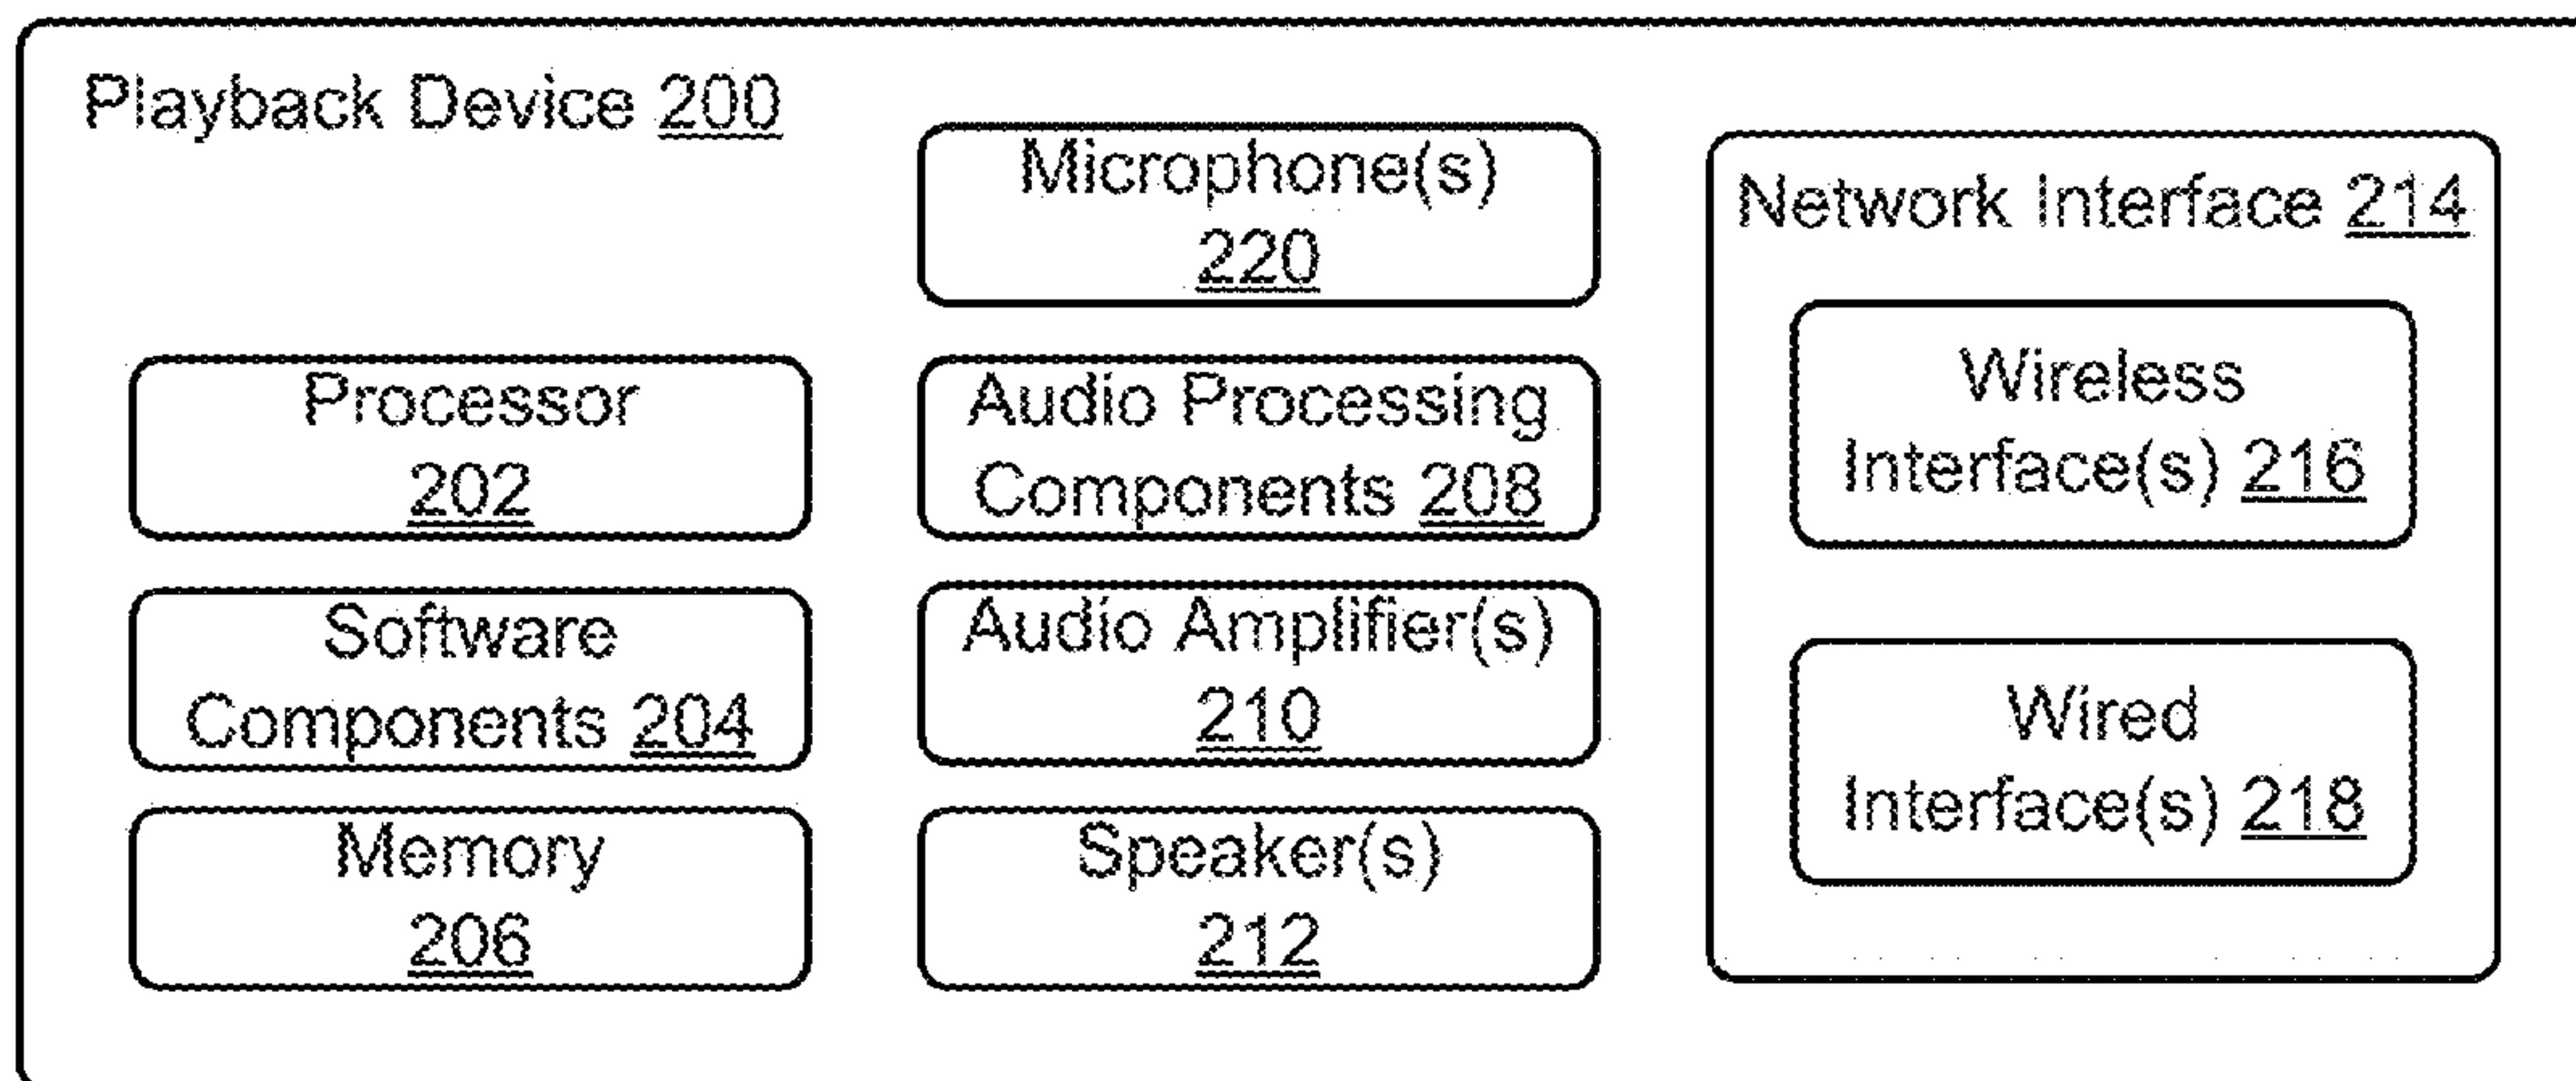 Playback Device 200
Microphone(s)
220
Network Interface 214
Processor
202
Audio Processing
Components 208
Wireless
Interface(s) 216
Software
Components 204
Audio Amplifier(s)
210
Wired
Interface(s) 218
Memory
206
Speaker(s)
212